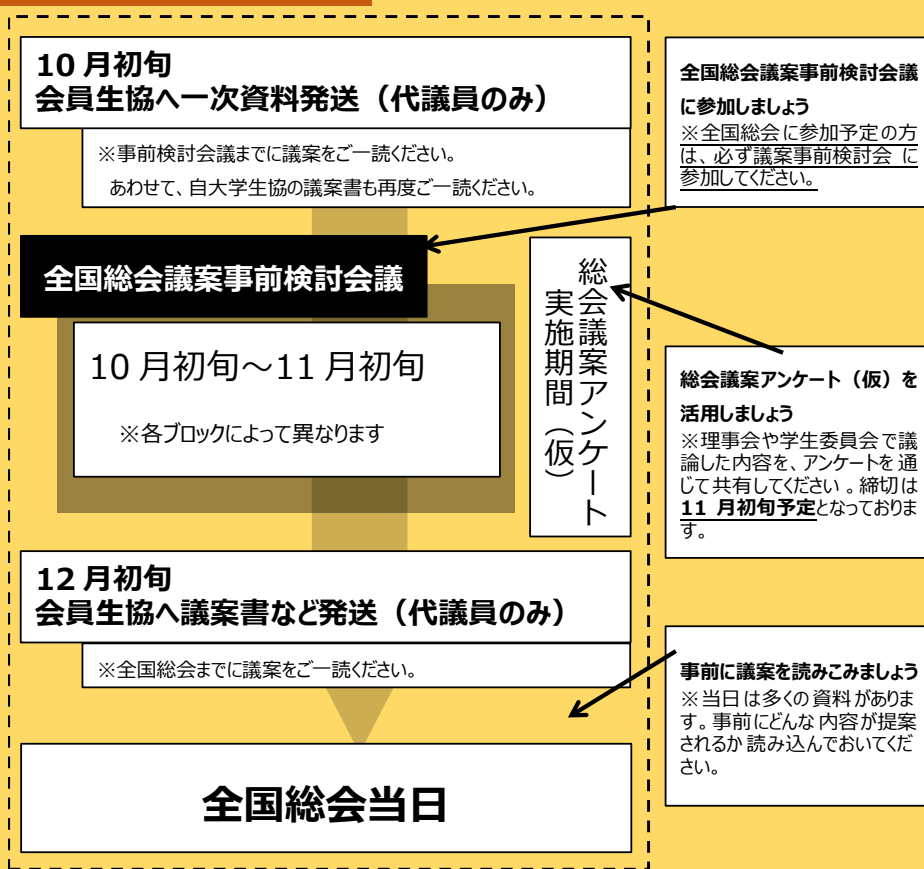 10 月初旬
会員生協へ一次資料発送（代議員のみ）
※事前検討会議までに議案をご一読ください。
あわせて、自大学生協の議案書も再度ご一読ください。
全国総会議案事前検討会議
10 月初旬～11 月初旬
※各ブロックによって異なります
総会議案アンケート
実施期間（仮）
12 月初旬
会員生協へ議案書など発送（代議員のみ）
※全国総会までに議案をご一読ください。
全国総会当日
全国総会議案事前検討会議
に参加しましょう
※全国総会に参加予定の方
は、必ず議案事前検討会 に
参加してください。
総会議案アンケート（仮）を
活用しましょう
※理事会や学生委員会で議
論した内容を、アンケートを 通
じて共有してください 。締切は
11 月初旬予定となっておりま
す。
事前に議案を読みこみましょう
※当日は多くの資料がありま
す。事前にどんな内容が提案
されるか 読み込んでおいてくだ
さい。